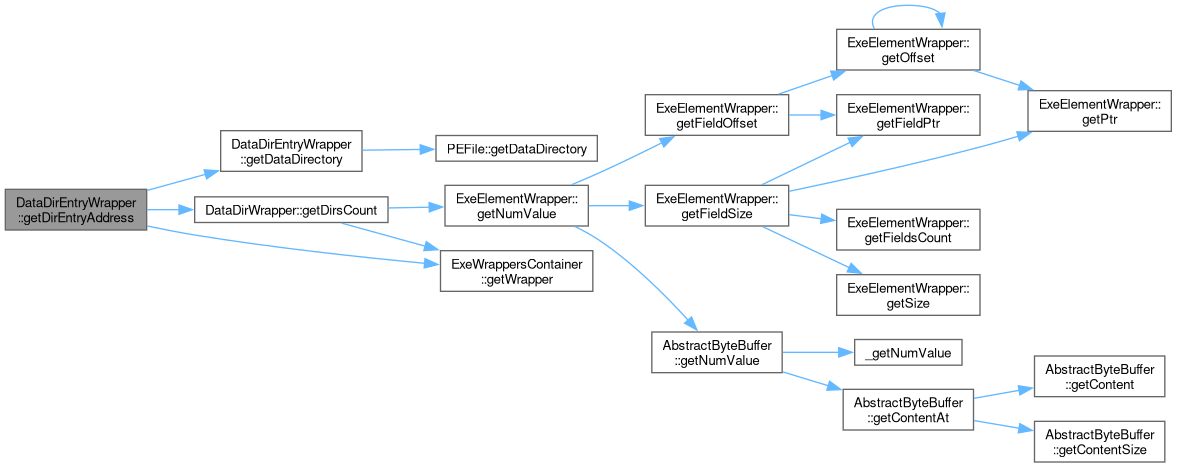 DataDirEntryWrapper
::getDirEntryAddress
DataDirEntryWrapper
::getDataDirectory
PEFile::getDataDirectory
DataDirWrapper::getDirsCount
ExeElementWrapper::
getNumValue
ExeWrappersContainer
::getWrapper
ExeElementWrapper::
getFieldOffset
ExeElementWrapper::
getFieldSize
AbstractByteBuffer
::getNumValue
ExeElementWrapper::
getOffset
ExeElementWrapper::
getFieldPtr
ExeElementWrapper::
getPtr
ExeElementWrapper::
getFieldsCount
ExeElementWrapper::
getSize
_getNumValue
AbstractByteBuffer
::getContentAt
AbstractByteBuffer
::getContent
AbstractByteBuffer
::getContentSize